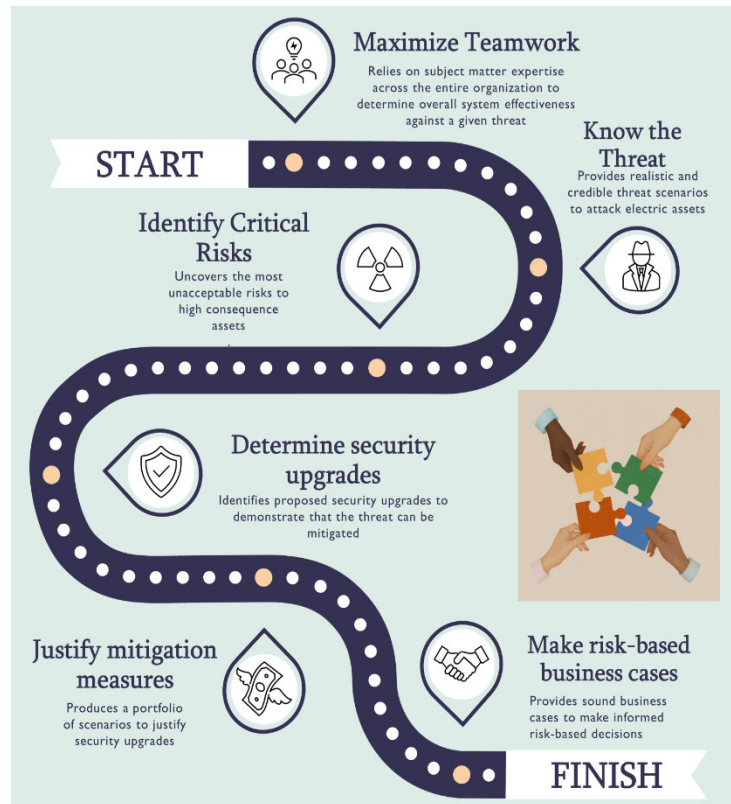 Maximize Teamwork
Relies on subject matter expertise
across the entire organization to
determine overall system effectiveness
against a given threat
START
Know the
Threat
Provides realistic and
credible threat scenarios
to attack electric assets
Identify Critical
Risks
Uncovers the most
unacceptable risks to
high consequence
assets
Determine security
upgrades
Identifies proposed security upgrades to
demonstrate that the threat can be
mitigated
Justify mitigation
measures
Produces a portfolio
of scenarios to justify
security upgrades
Make risk-based
business cases
Provides sound business
cases to make informed
risk-based decisions
FINISH